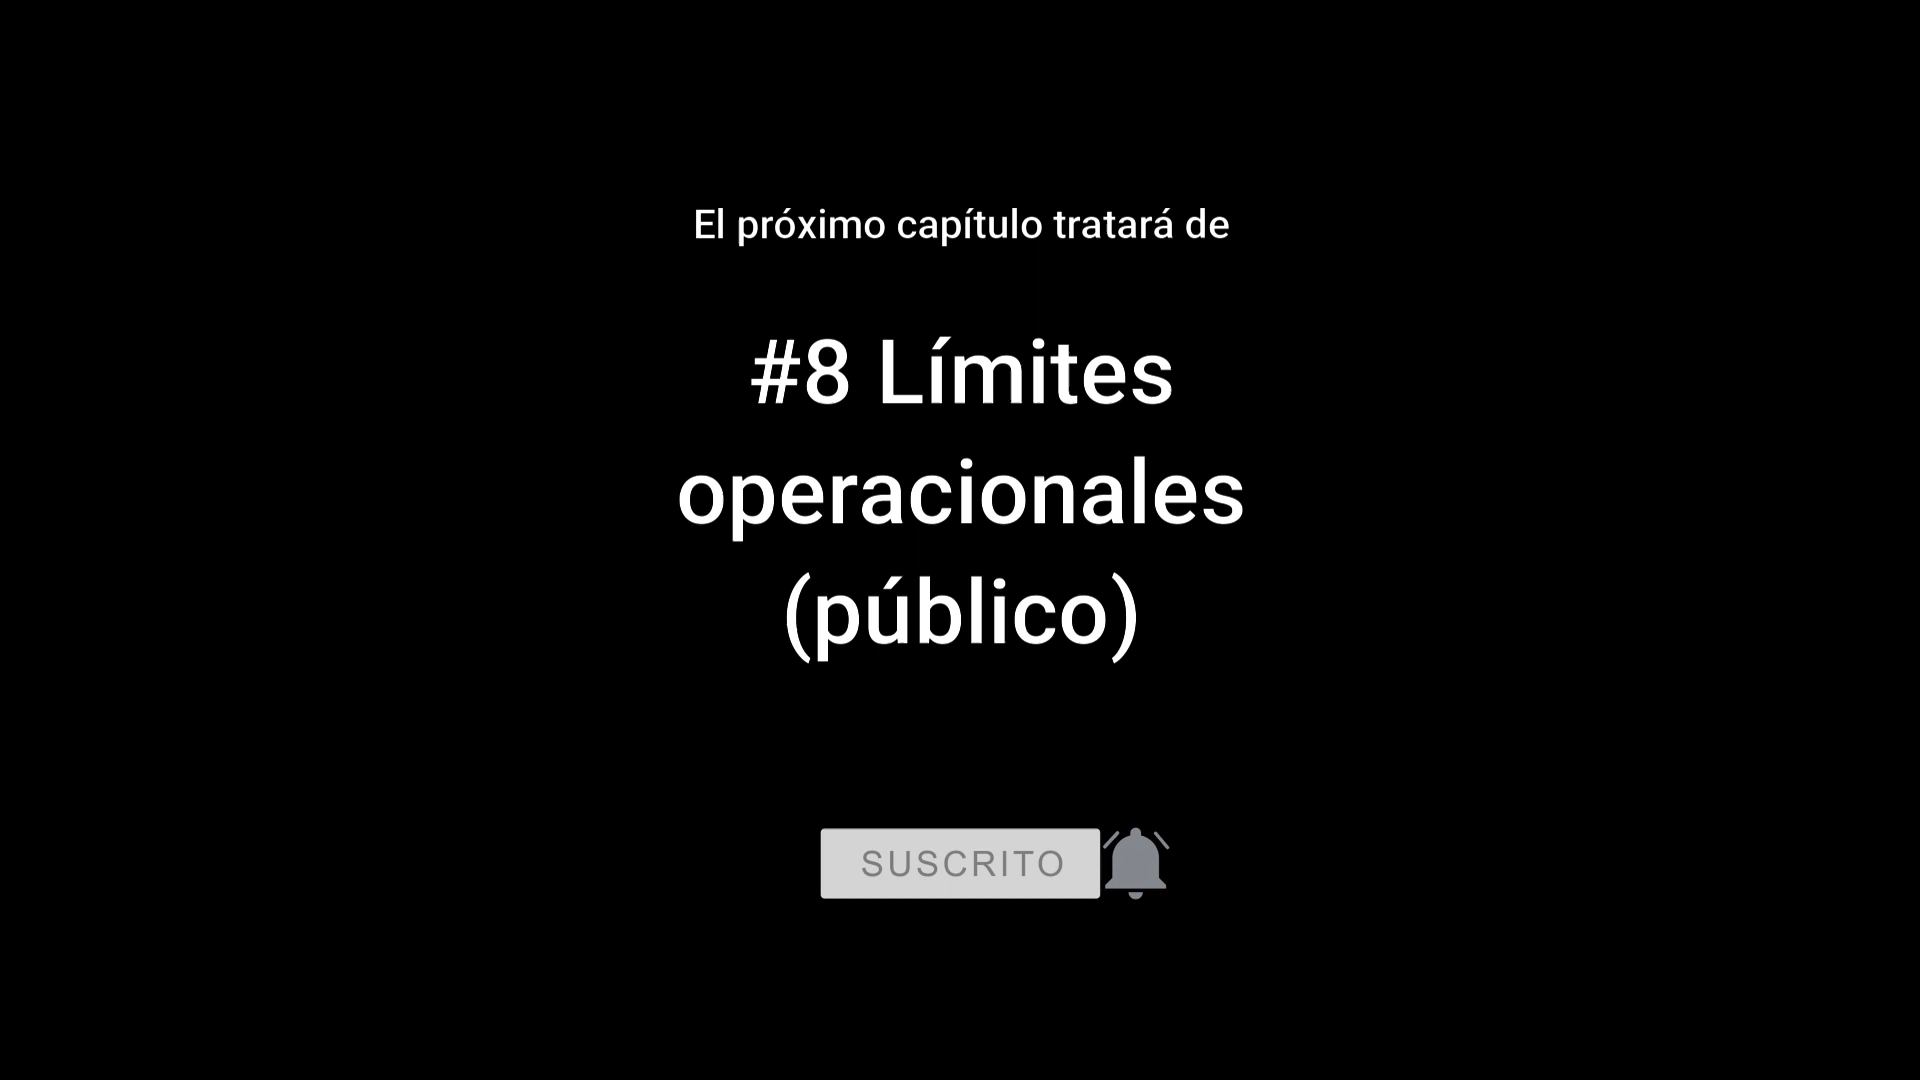 El próximo capítulo tratará de
#8 Límites
operacionales
(público)
SUSCRITO